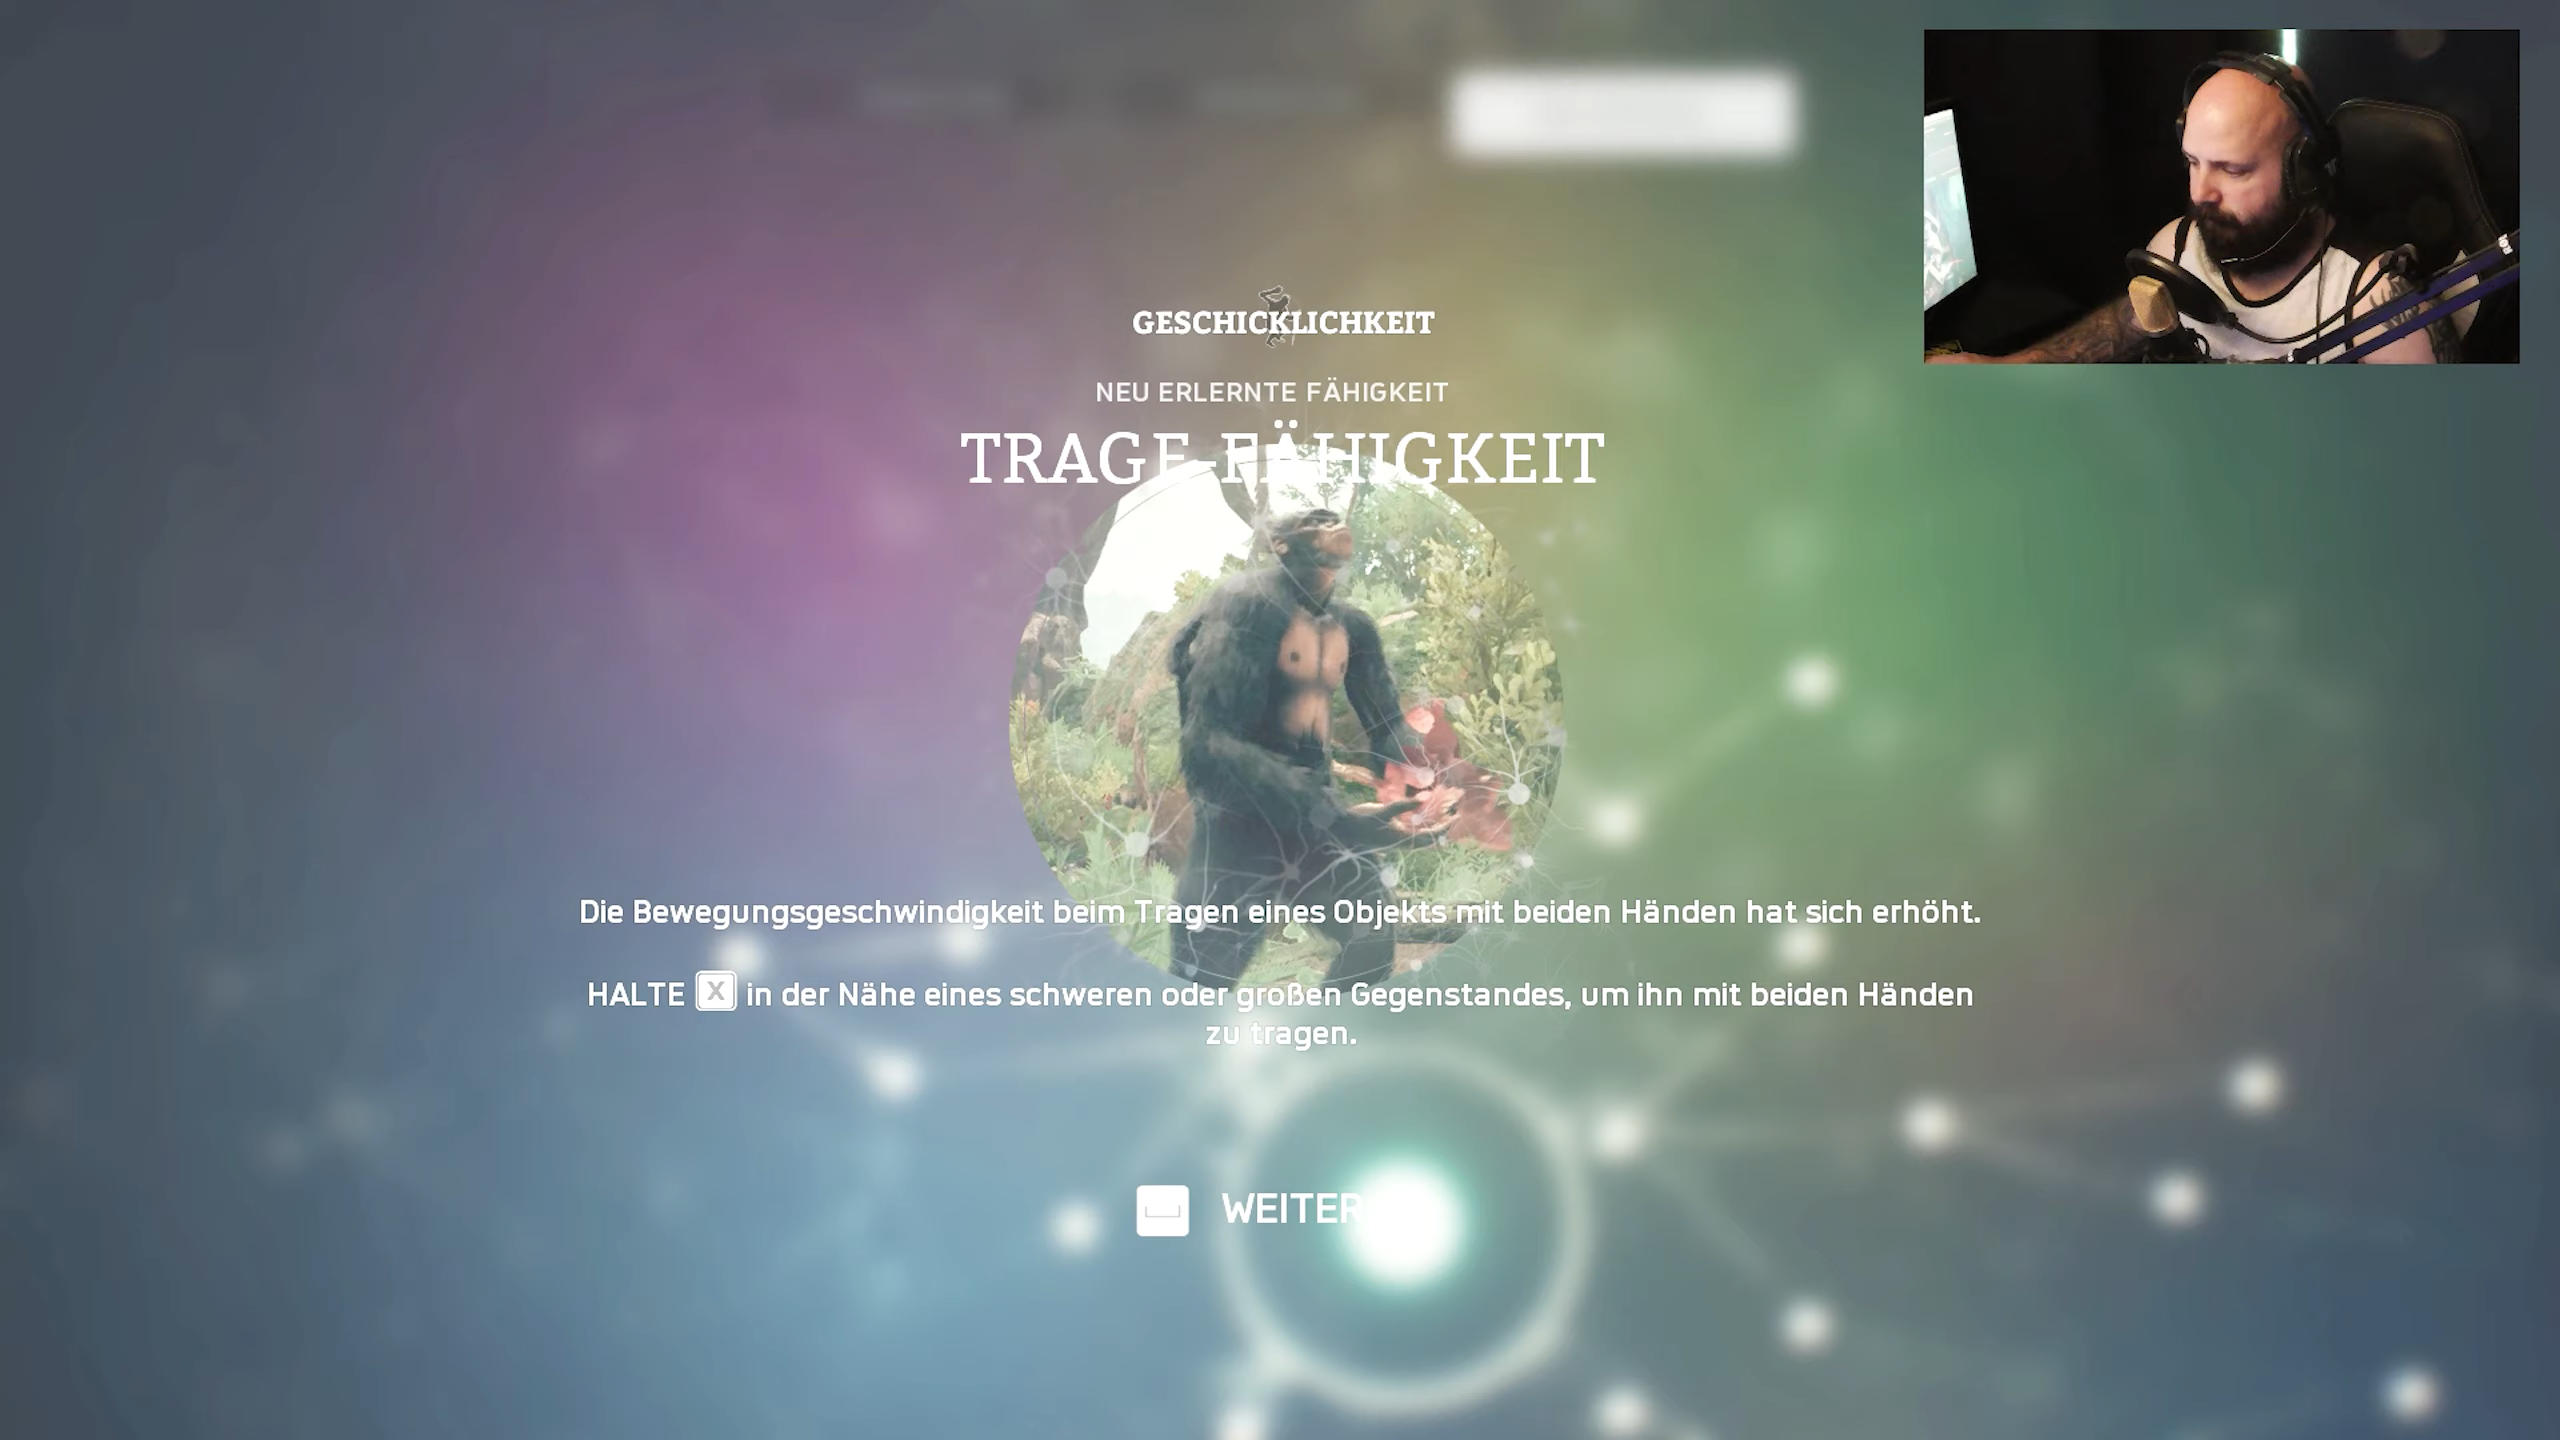 GESCHICKLICHKEIT
NEU ERLERNTE FÄHIGKEIT
TRAGE-FÄHIGKEIT
Die Bewegungsgeschwindigkeit beim Tragen eines Objekts mit beiden Händen hat sich erhöht.
HALTE X in der Nähe eines schweren oder großen Gegenstandes, um ihn mit beiden Händen
zu tragen.
WEITER